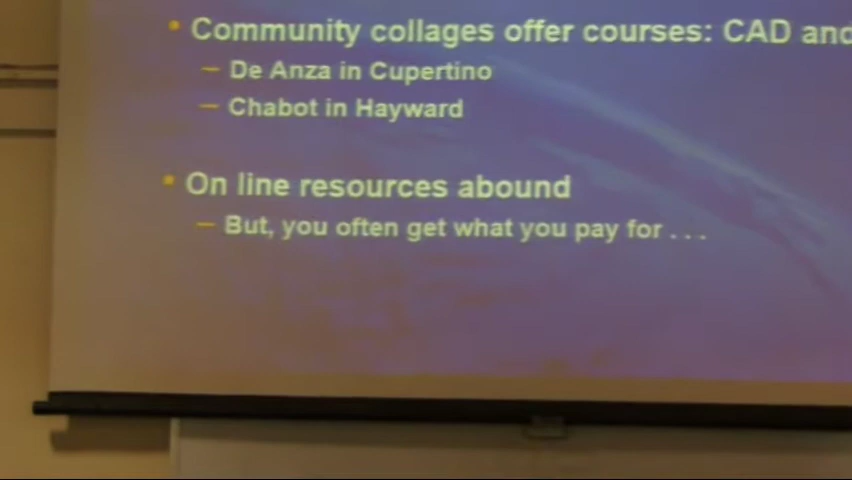 • Community collages offer courses: CAD and
– De Anza in Cupertino
– Chabot in Hayward
• On line resources abound
– But, you often get what you pay for . . .